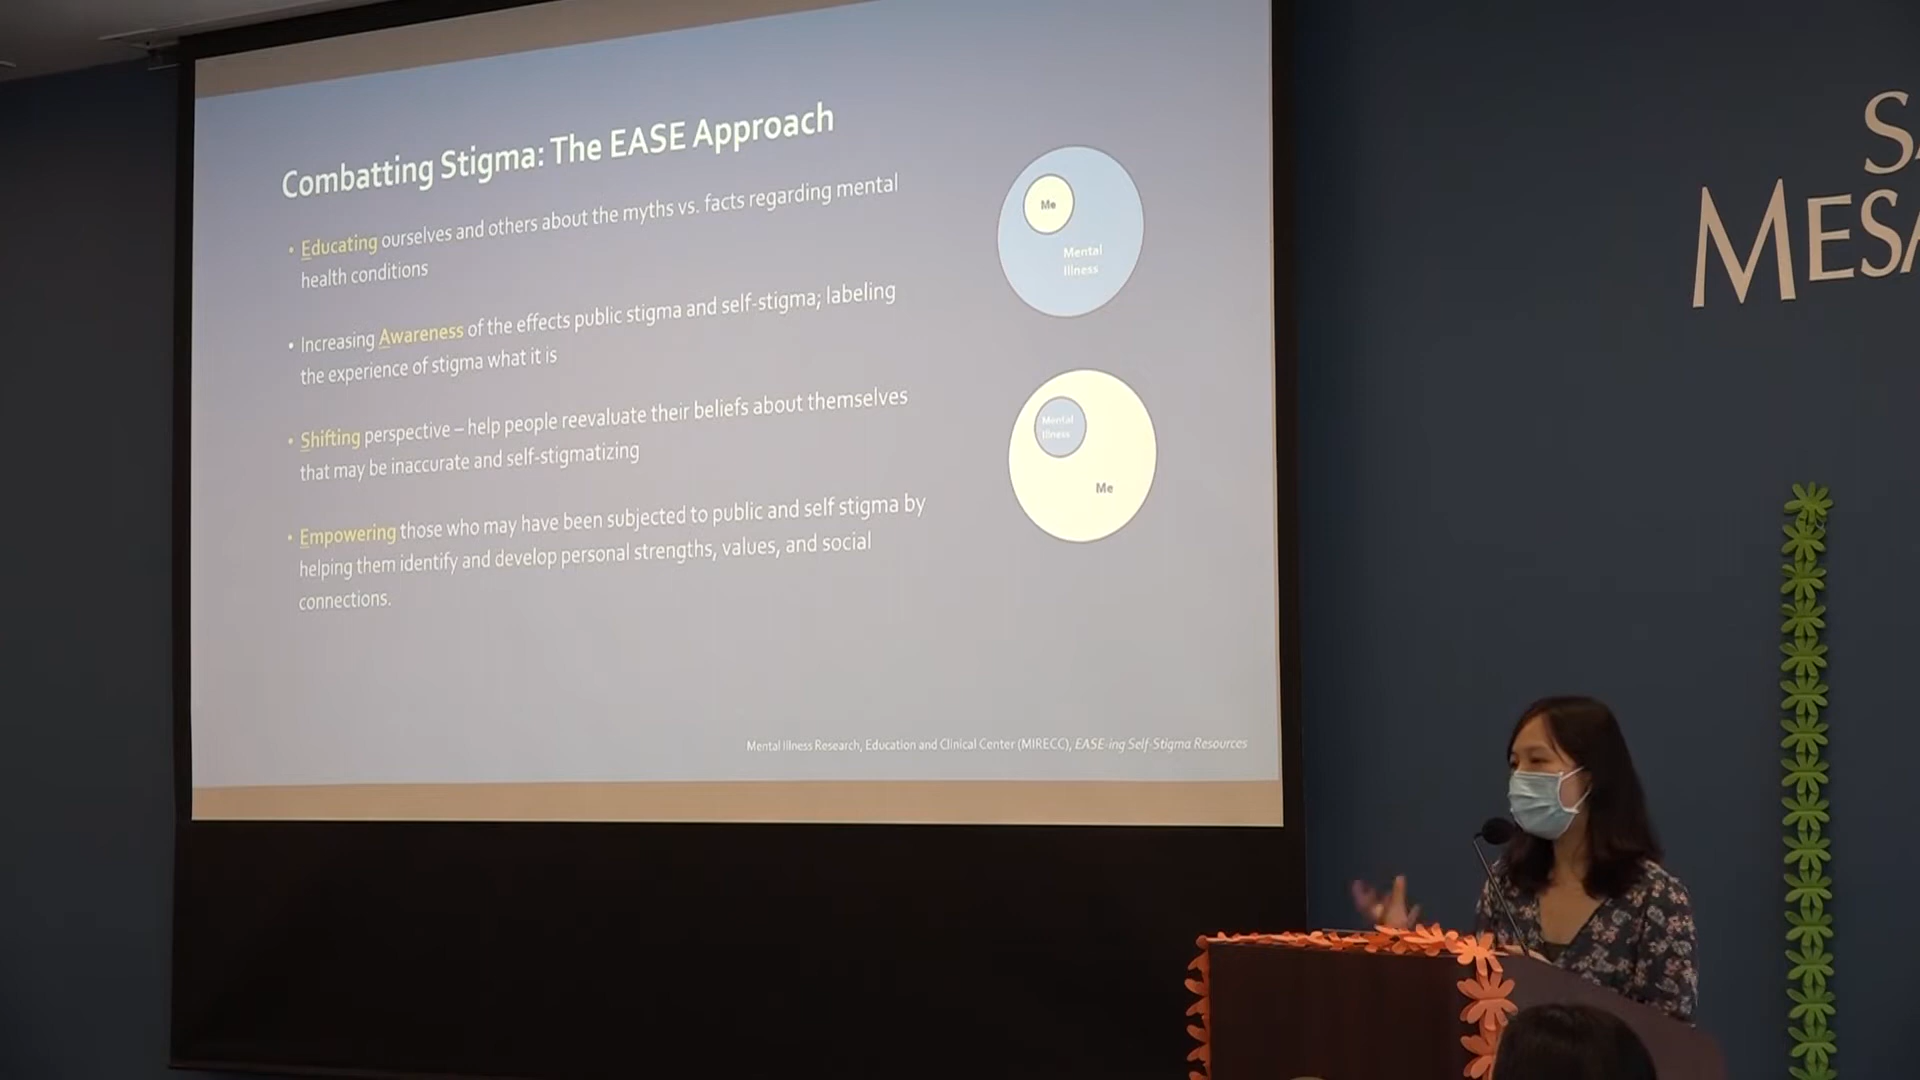 Combatting Stigma: The EASE Approach
• Educating ourselves and others about the myths vs. facts regarding mental
health conditions
• Increasing Awareness of the effects public stigma and self-stigma; labeling
the experience of stigma what it is
• Shifting perspective – help people reevaluate their beliefs about themselves
that may be inaccurate and self-stigmatizing
• Empowering those who may have been subjected to public and self stigma by
helping them identify and develop personal strengths, values, and social
connections.
Me
Mental
Illness
Mental
Illness
Me
Mental Illness Research, Education and Clinical Center (MIRECC), EASE-ing Self-Stigma Resources
SA
MESA